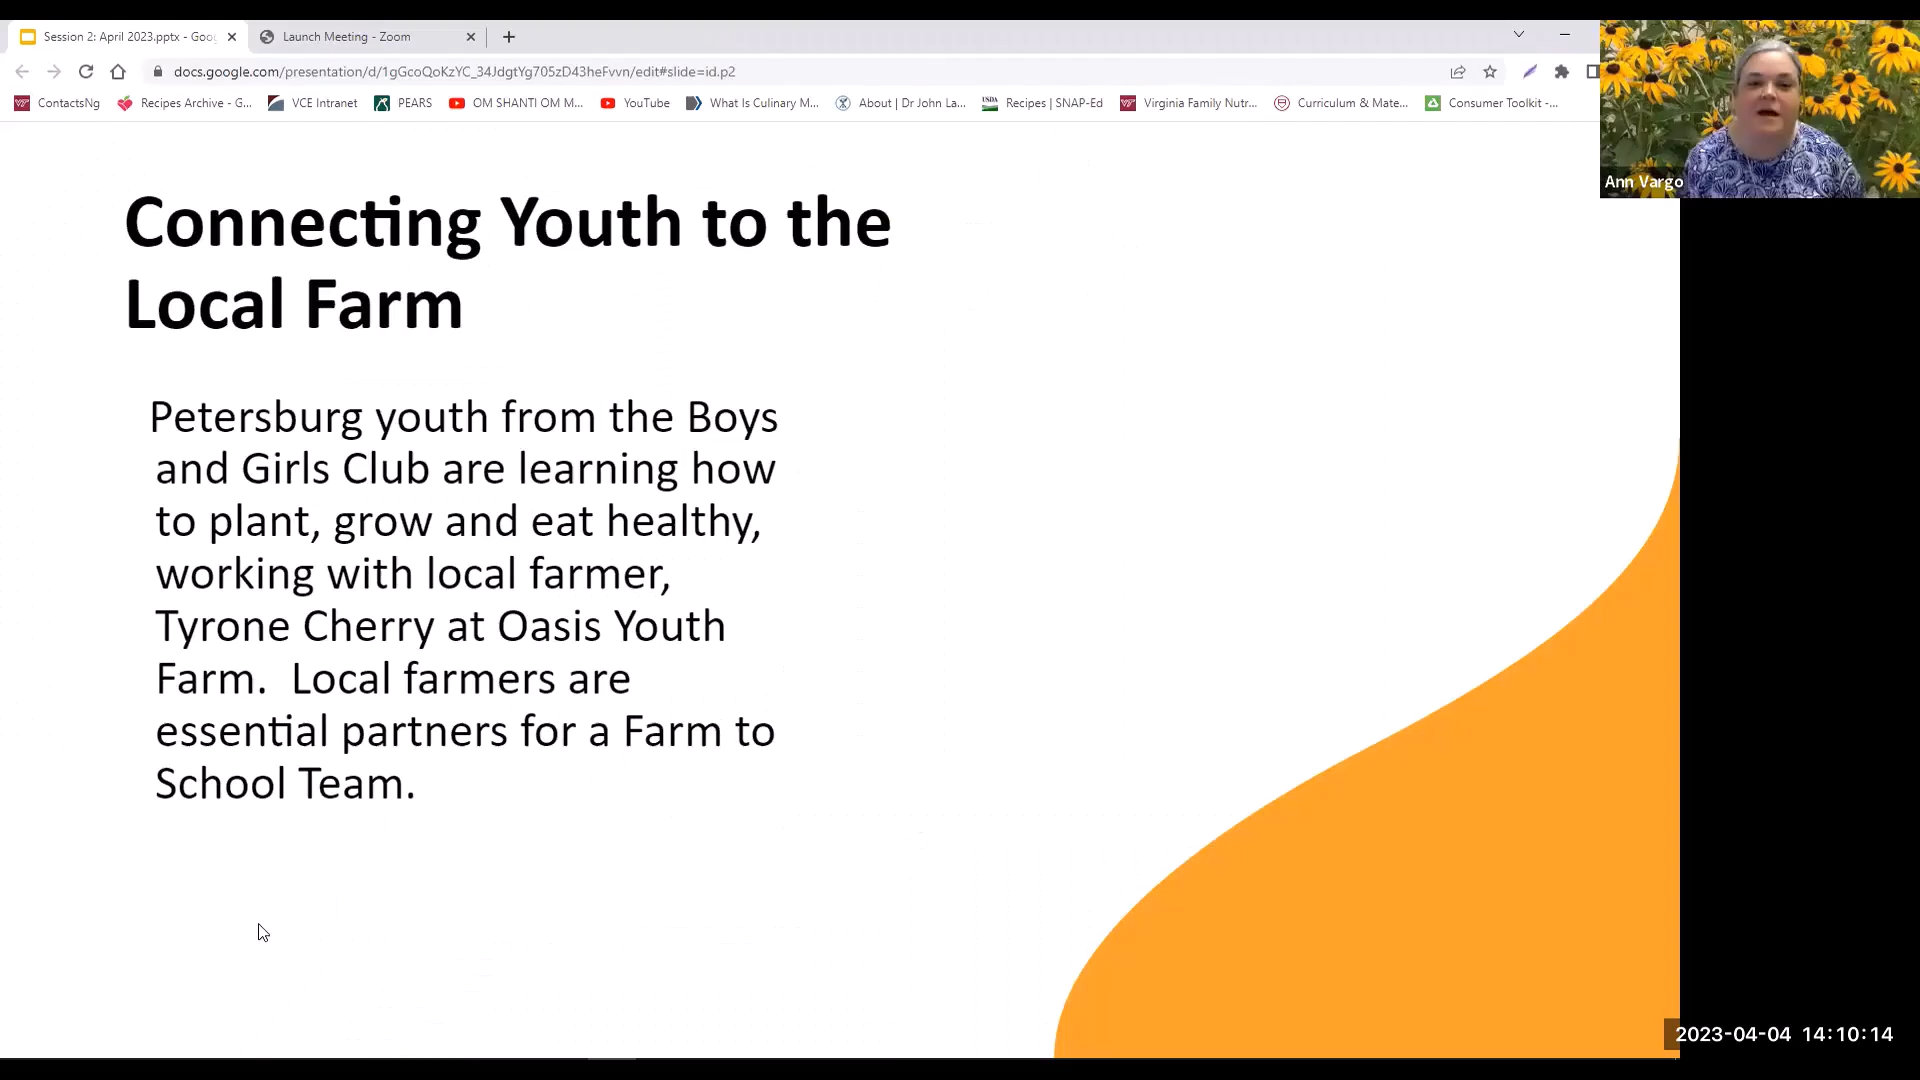 Session 2: April 2023.pptx - Goo
Launch Meeting - Zoom
docs.google.com/presentation/d/1gGcoQoKzYC_34JdgtYg705zD43heFvvn/edit#slide=id.p2
ContactsNg
Recipes Archive - G...
VCE Intranet
PEARS
OM SHANTI OM M...
YouTube
What Is Culinary M...
About | Dr John La...
USDA
Recipes | SNAP-Ed
Virginia Family Nutr...
Curriculum & Mate...
Consumer Toolkit -...
Ann Vargo
Connecting Youth to the
Local Farm
Petersburg youth from the Boys
and Girls Club are learning how
to plant, grow and eat healthy,
working with local farmer,
Tyrone Cherry at Oasis Youth
Farm.  Local farmers are
essential partners for a Farm to
School Team.
2023-04-04 14:10:14